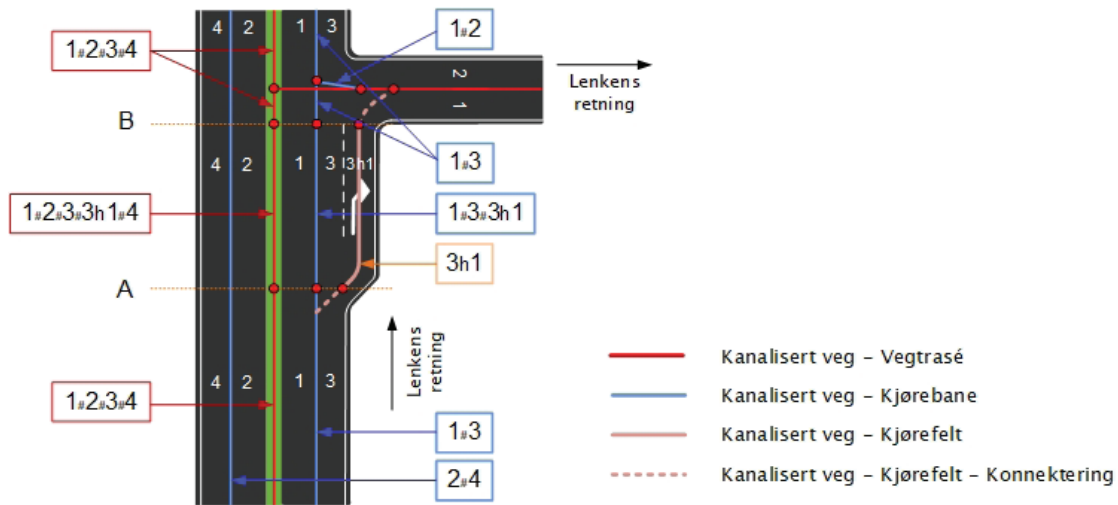 4 2 1 3
1#2#3#4
1#2
2
1
Lenkens
retning
B
4 2 1 3 3h1
1#3
1#2#3#3h1#4
1#3#3h1
3h1
A
Lenkens
retning
4 2 1 3
1#2#3#4
1#3
2#4
Kanalisert veg – Vegtrasé
Kanalisert veg – Kjørebane
Kanalisert veg – Kjørefelt
Kanalisert veg – Kjørefelt – Konnektering